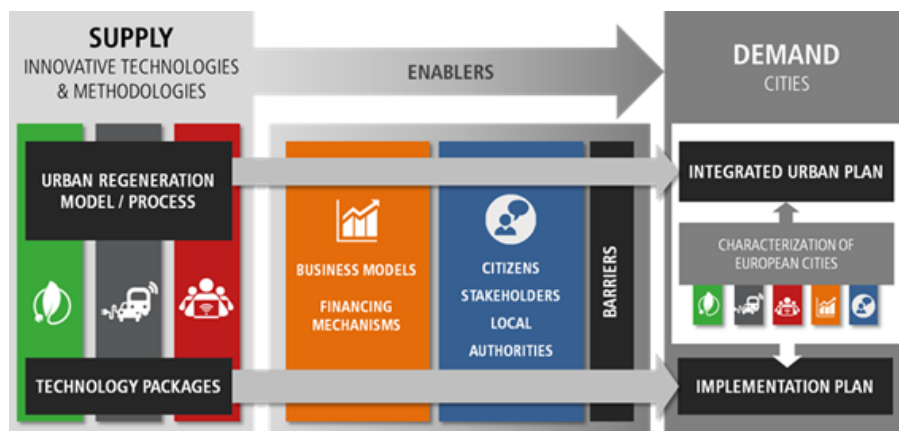 SUPPLY
INNOVATIVE TECHNOLOGIES
& METHODOLOGIES
URBAN REGENERATION
MODEL / PROCESS
TECHNOLOGY PACKAGES
ENABLERS
BUSINESS MODELS
FINANCING
MECHANISMS
CITIZENS
STAKEHOLDERS
LOCAL
AUTHORITIES
BARRIERS
DEMAND
CITIES
INTEGRATED URBAN PLAN
CHARACTERIZATION OF
EUROPEAN CITIES
IMPLEMENTATION PLAN